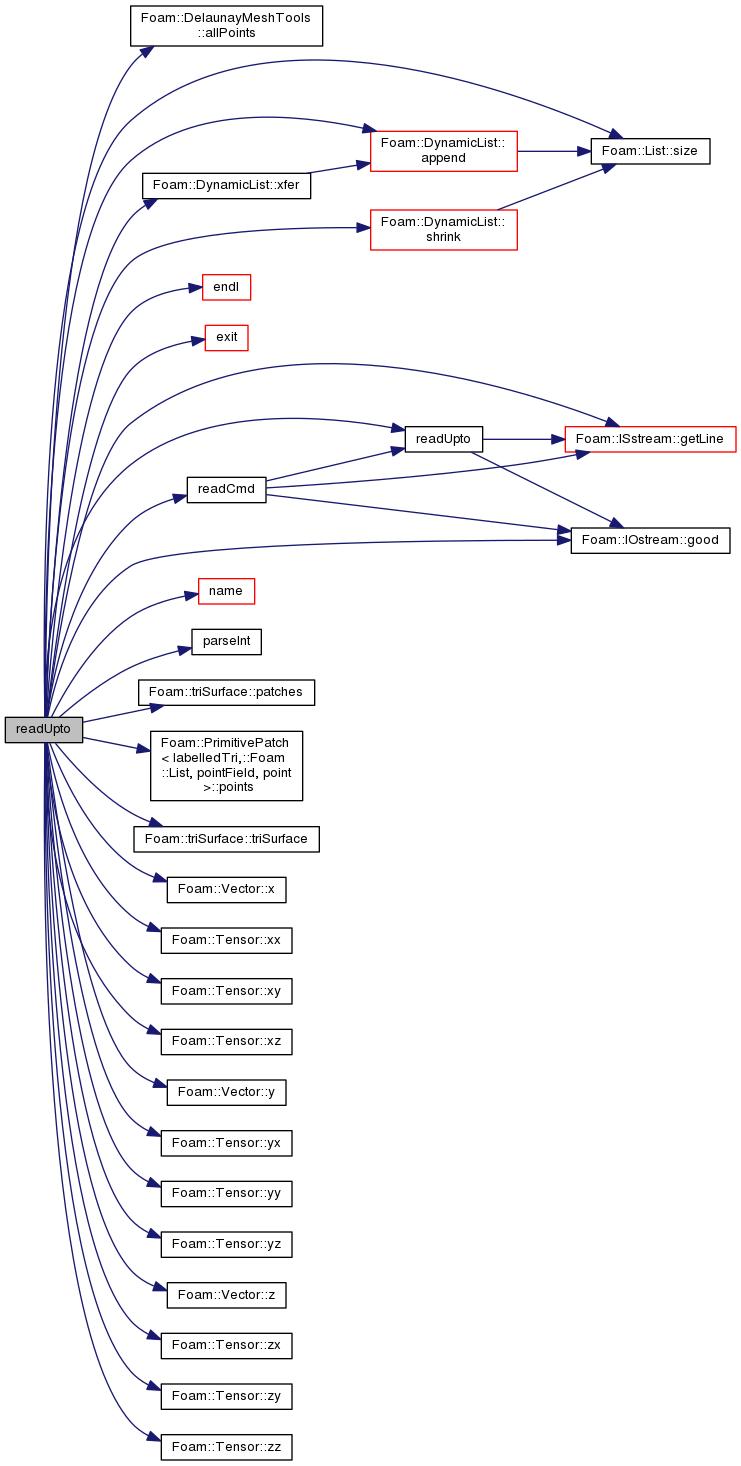 Foam::DelaunayMeshTools
::allPoints
Foam::DynamicList::
append
Foam::List::size
Foam::DynamicList::xfer
Foam::DynamicList::
shrink
endl
exit
readUpto
Foam::ISstream::getLine
readCmd
Foam::IOstream::good
name
parseInt
Foam::triSurface::patches
readUpto
Foam::PrimitivePatch
< labelledTri,::Foam
::List, pointField, point
>::points
Foam::triSurface::triSurface
Foam::Vector::x
Foam::Tensor::xx
Foam::Tensor::xy
Foam::Tensor::xz
Foam::Vector::y
Foam::Tensor::yx
Foam::Tensor::yy
Foam::Tensor::yz
Foam::Vector::z
Foam::Tensor::zx
Foam::Tensor::zy
Foam::Tensor::zz